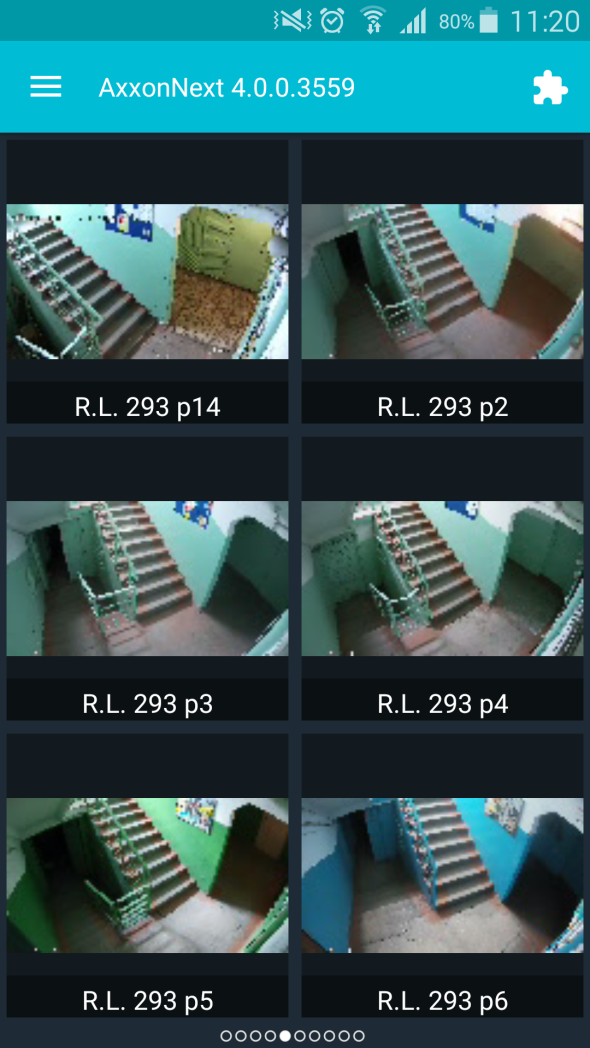 80% 11:20
AxxonNext 4.0.0.3559
R.L. 293 p14
R.L. 293 p2
R.L. 293 p3
R.L. 293 p4
R.L. 293 p5
R.L. 293 p6